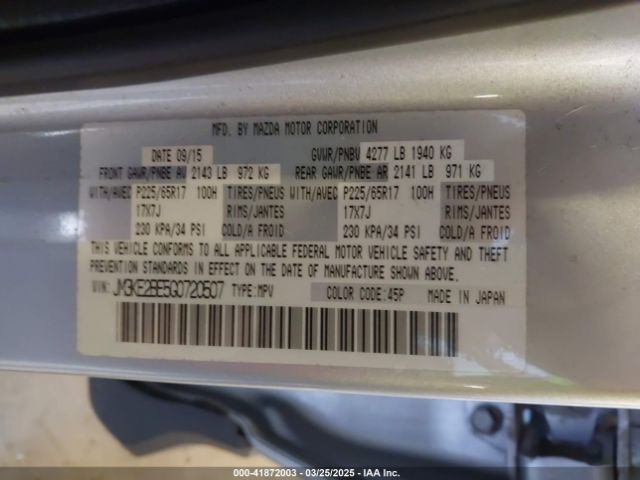 MFD. BY MAZDA MOTOR CORPORATION
DATE 09/15 GVWR/PNBV 4277 LB 1940 KG
FRONT GAWR/PNBE AV 2143 LB 972 KG REAR GAWR/PNBE AR 2141 LB 971 KG
WITH/AVEC P225/65R17 100H TIRES/PNEUS WITH/AVEC P225/65R17 100H TIRES/PNEUS
17X7J RIMS/JANTES 17X7J RIMS/JANTES
230 KPA/34 PSI COLD/A FROID 230 KPA/34 PSI COLD/A FROID
THIS VEHICLE CONFORMS TO ALL APPLICABLE FEDERAL MOTOR VEHICLE SAFETY AND THEFT
PREVENTION STANDARDS IN EFFECT ON THE DATE OF MANUFACTURE SHOWN ABOVE.
VIN: JM3KE2BE5G0720507 TYPE:MPV COLOR CODE:45P MADE IN JAPAN
000-41872003 — 03/25/2025 — IAA Inc.